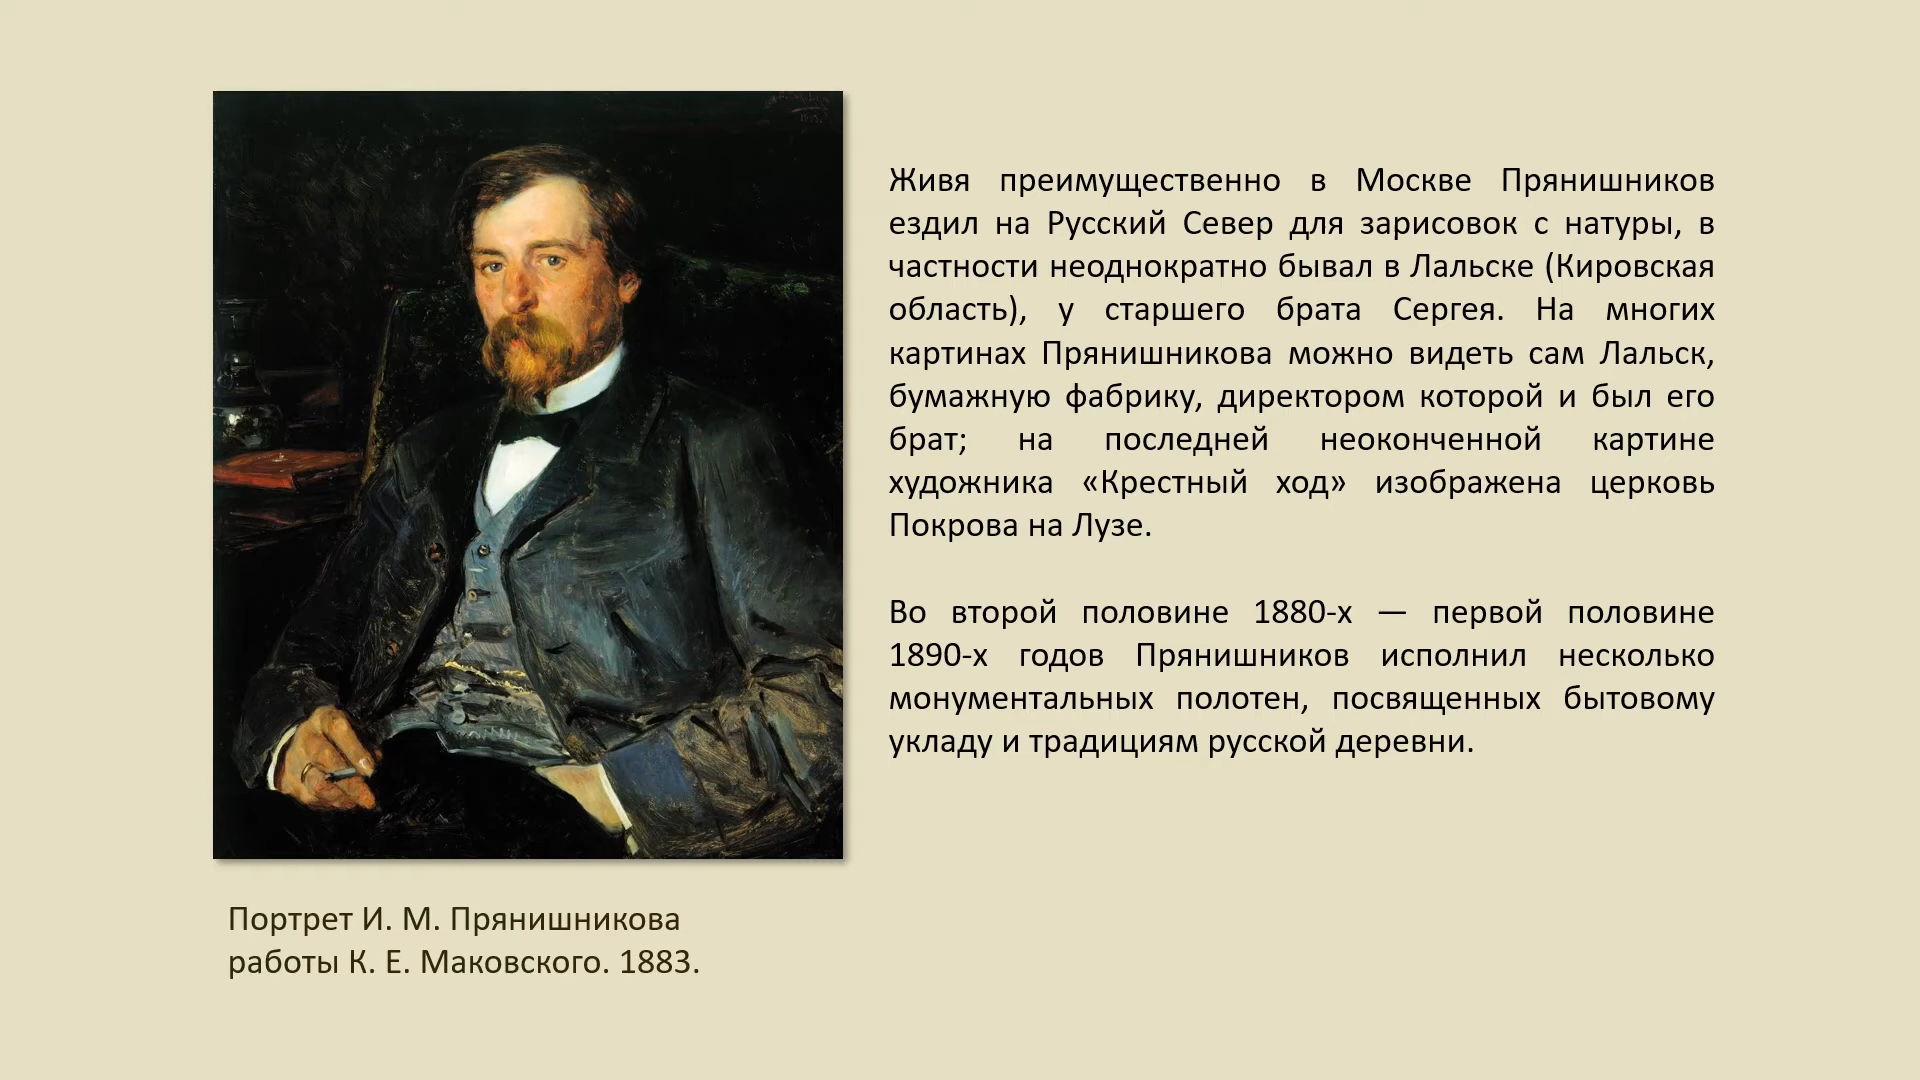 Живя преимущественно в Москве Прянишников
ездил на Русский Север для зарисовок с натуры, в
частности неоднократно бывал в Лальске (Кировская
область), у старшего брата Сергея. На многих
картинах Прянишникова можно видеть сам Лальск,
бумажную фабрику, директором которой и был его
брат; на последней неоконченной картине
художника «Крестный ход» изображена церковь
Покрова на Лузе.
Во второй половине 1880-х — первой половине
1890-х годов Прянишников исполнил несколько
монументальных полотен, посвященных бытовому
укладу и традициям русской деревни.
Портрет И. М. Прянишникова
работы К. Е. Маковского. 1883.